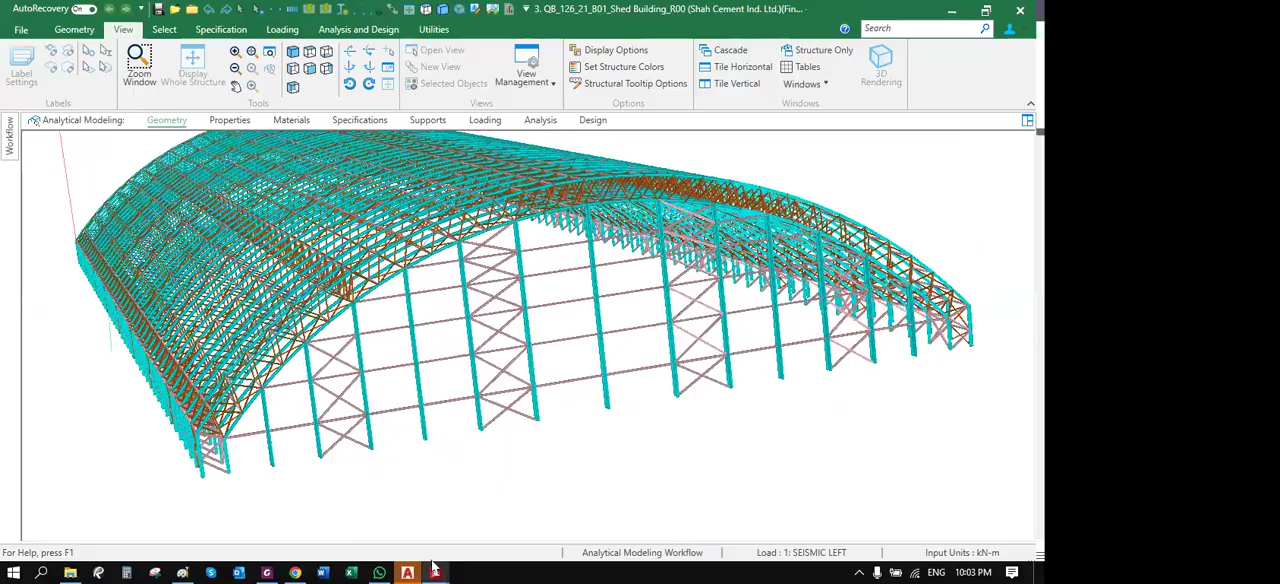 AutoRecovery On
3. QB_126_21_B01_Shed Building_R00 (Shah Cement Ind. Ltd.)(Fin...
File Geometry View Select Specification Loading Analysis and Design Utilities Search
Label Settings
Labels
Zoom Window
Display Whole Structure
Tools
Open View
New View
Selected Objects
View Management
Views
Display Options
Set Structure Colors
Structural Tooltip Options
Options
Cascade
Tile Horizontal
Tile Vertical
Structure Only
Tables
Windows
Windows
3D Rendering
Workflow
Analytical Modeling: Geometry Properties Materials Specifications Supports Loading Analysis Design
For Help, press F1 Analytical Modeling Workflow Load : 1: SEISMIC LEFT Input Units : kN-m
ENG 10:03 PM